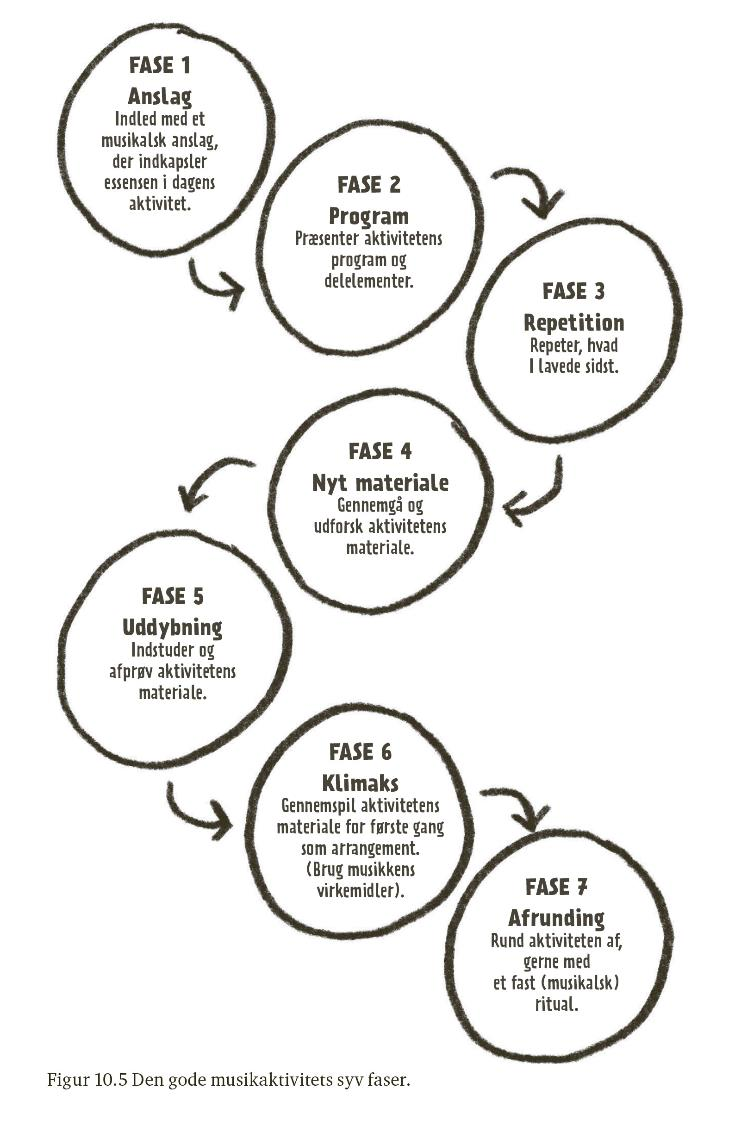 FASE 1
Anslag
Indled med et
musikalsk anslag,
der indkapsler
essensen i dagens
aktivitet.
FASE 2
Program
Præsenter aktivitetens
program og
delelementer.
FASE 3
Repetition
Repeter, hvad
I lavede sidst.
FASE 4
Nyt materiale
Gennemgå og
udforsk aktivitetens
materiale.
FASE 5
Uddybning
Indstuder og
afprøv aktivitetens
materiale.
FASE 6
Klimaks
Gennemspil aktivitetens
materiale for første gang
som arrangement.
(Brug musikkens
virkemidler).
FASE 7
Afrunding
Rund aktiviteten af,
gerne med
et fast (musikalsk)
ritual.
Figur 10.5 Den gode musikaktivitets syv faser.